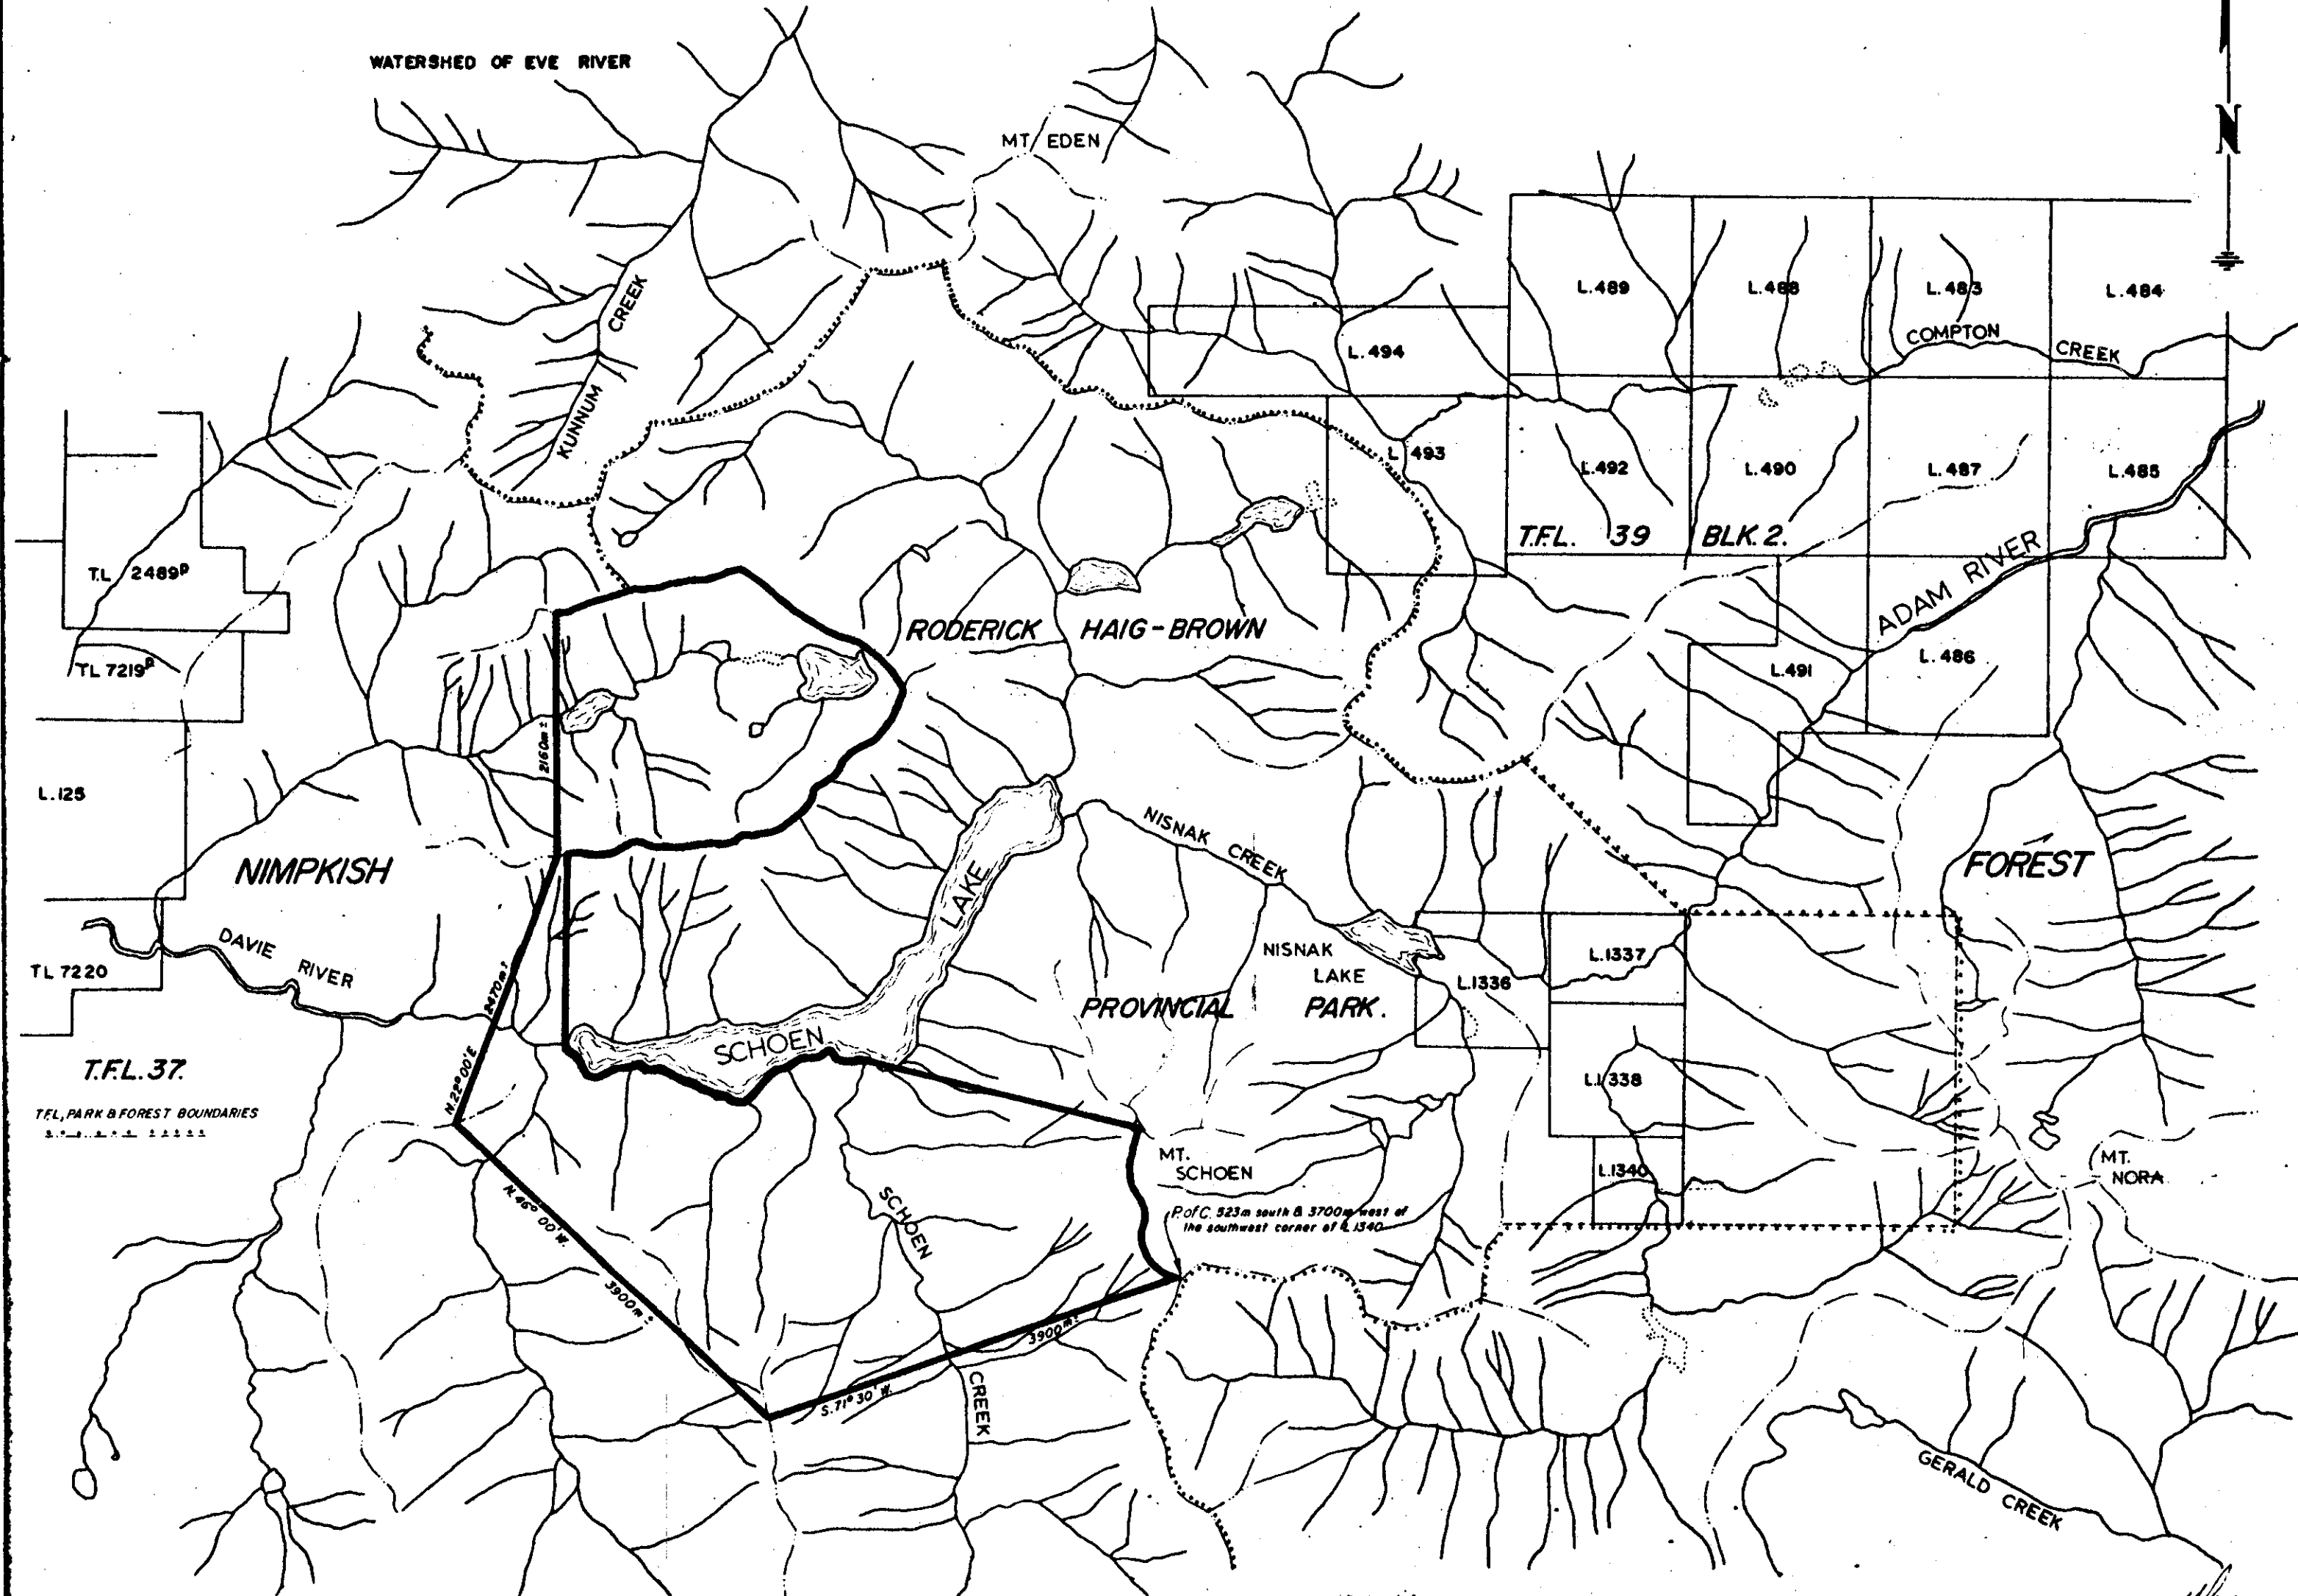 WATERSHED OF EVE RIVER
N
MT. EDEN
KUNNUM CREEK
L.489
L.488
L.483
L.484
COMPTON CREEK
L.494
L 493
L.492
L.490
L.487
L.485
T.F.L. 39 BLK. 2.
T.L 2489P
TL 7219P
RODERICK HAIG-BROWN
ADAM RIVER
L.491
L. 486
2160m ±
L.125
NIMPKISH
NISNAK CREEK
FOREST
LAKE
SCHOEN
DAVIE RIVER
TL 7220
2470m ±
NISNAK
LAKE
L.1336
L.1337
PROVINCIAL PARK.
T.F.L. 37.
N.22°00'E
L.1338
TFL, PARK & FOREST BOUNDARIES
MT.
SCHOEN
L.1340
MT.
NORA
N.46° 00' W.
3900m ±
SCHOEN
CREEK
P. of C. 523m south & 3700m west of
the southwest corner of L.1340
3900m ±
S.71° 30' W.
GERALD CREEK